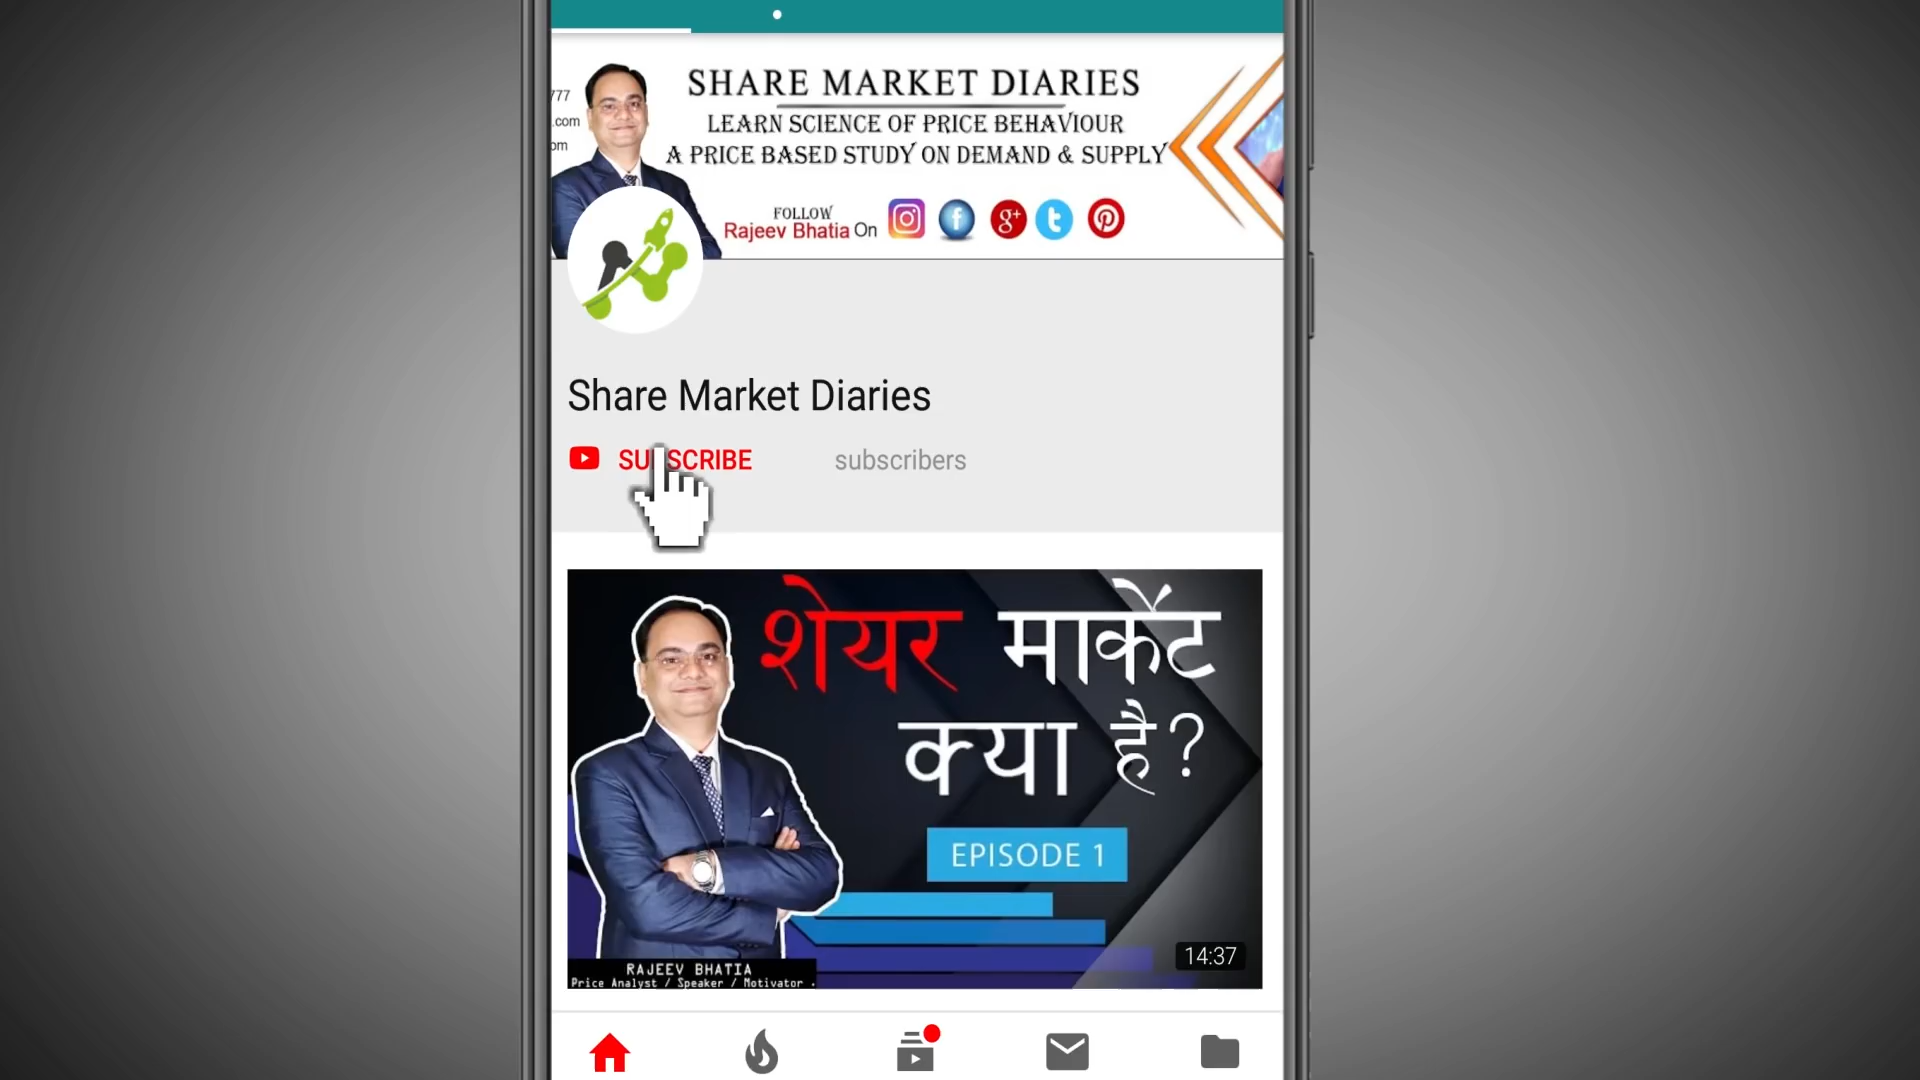 777
SHARE MARKET DIARIES
.com
LEARN SCIENCE OF PRICE BEHAVIOUR
om
A PRICE BASED STUDY ON DEMAND & SUPPLY
FOLLOW
Rajeev Bhatia On
Share Market Diaries
SUBSCRIBE subscribers
शेयर मार्केट
क्या है?
EPISODE 1
14:37
RAJEEV BHATIA
Price Analyst / Speaker / Motivator